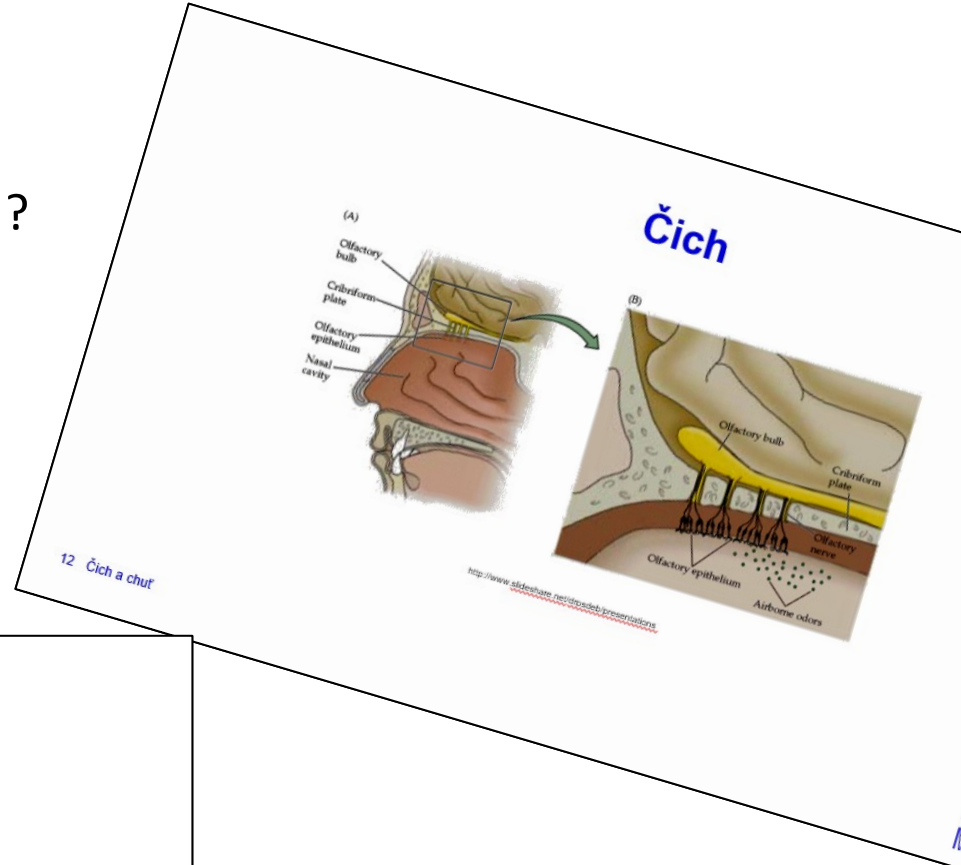 ?
Čich
(A)
Olfactory
bulb
Cribriform
plate
Olfactory
epithelium
Nasal
cavity
(B)
Olfactory bulb
Cribriform
plate
Olfactory
nerve
Olfactory epithelium
Airborne odors
http://www.slideshare.net/drosdeb/presentations
12 Čich a chuť